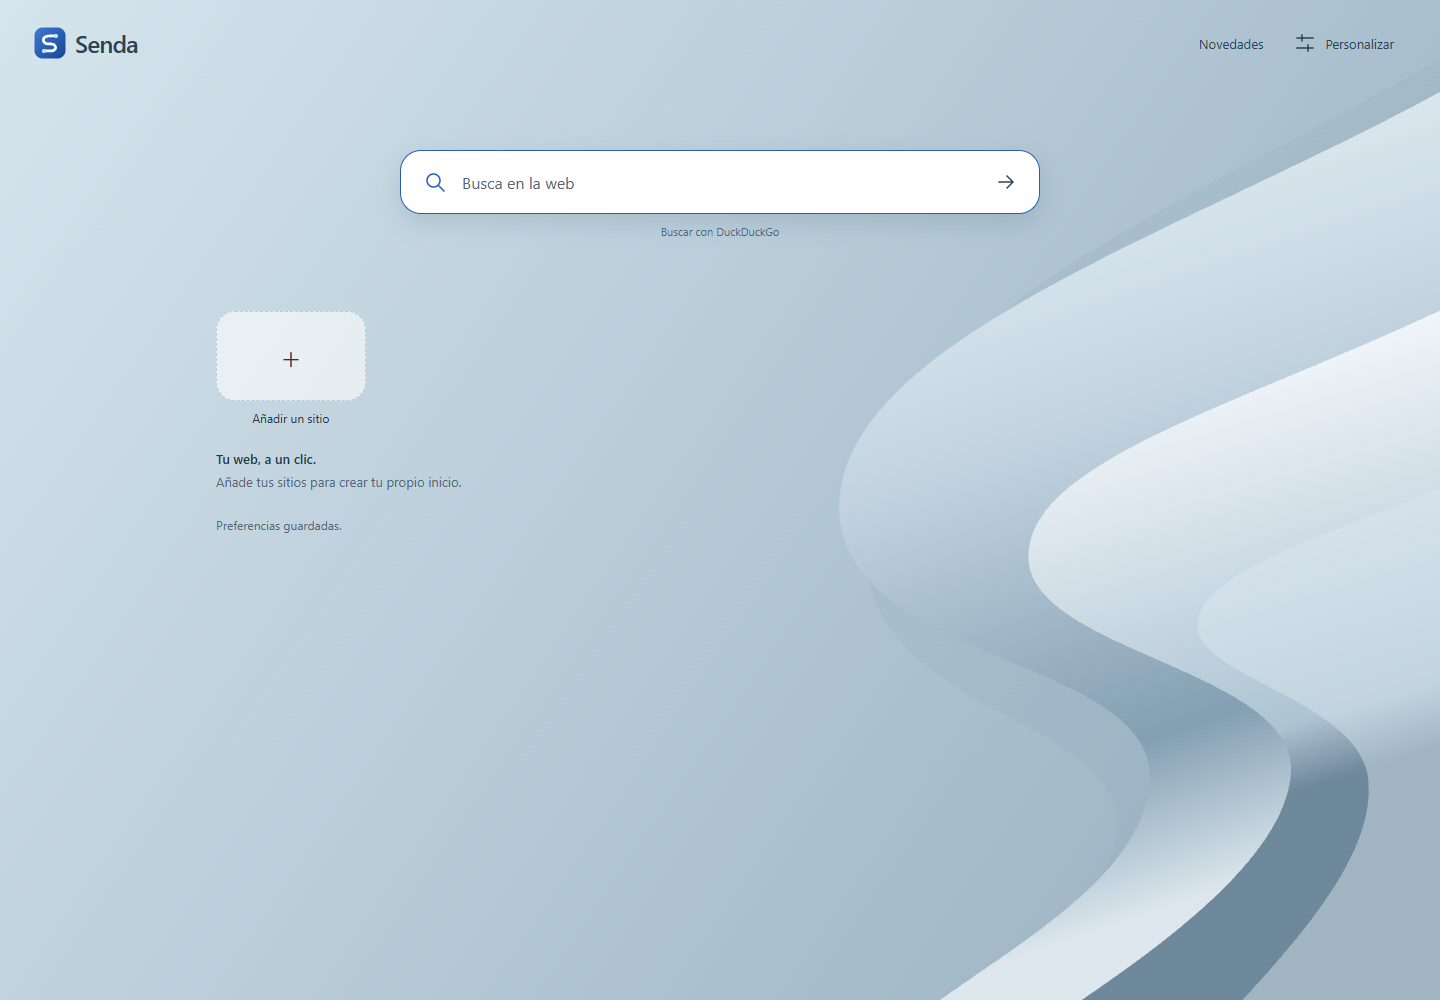 Senda
Novedades
Personalizar
Busca en la web
Buscar con DuckDuckGo
Añadir un sitio
Tu web, a un clic.
Añade tus sitios para crear tu propio inicio.
Preferencias guardadas.